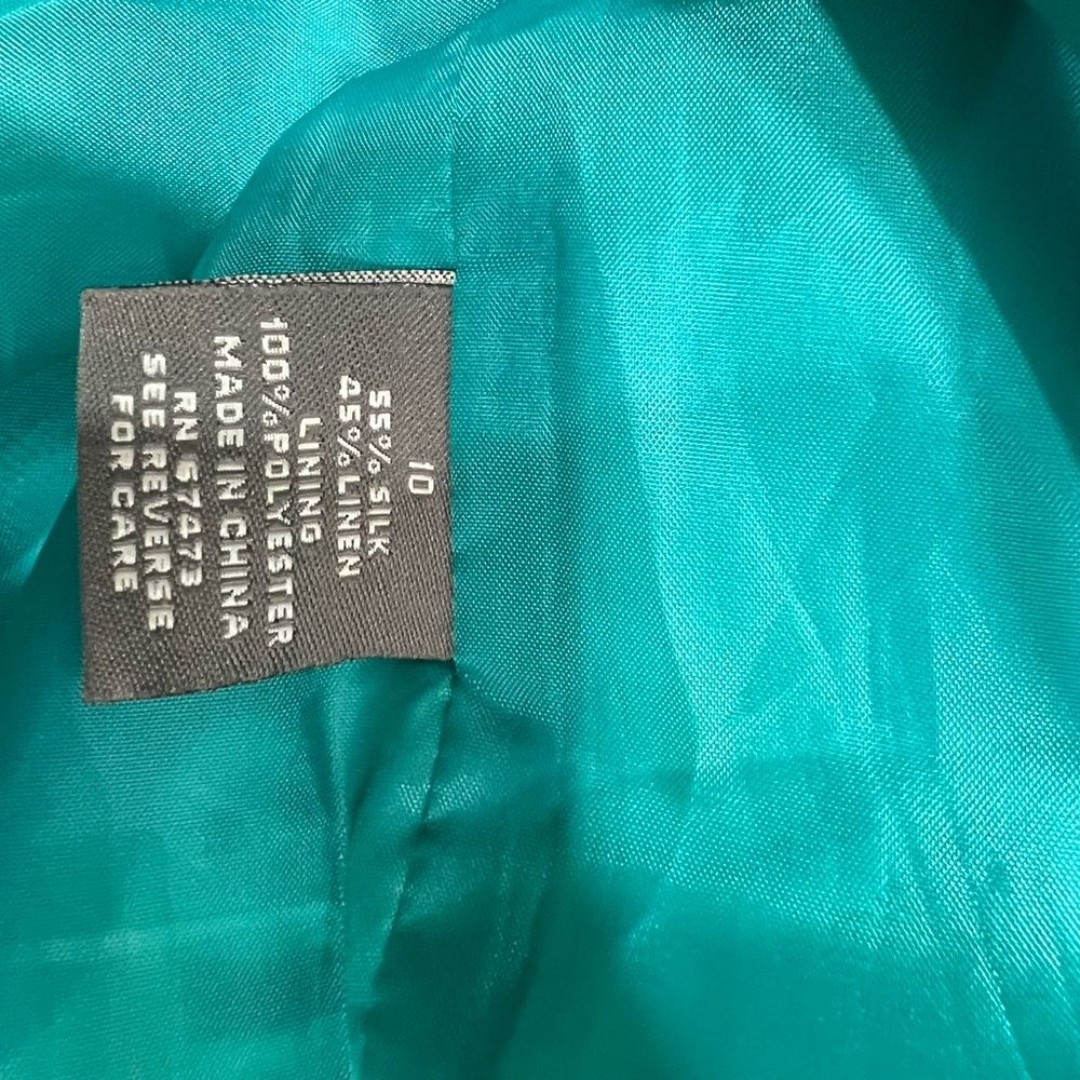 10
55% SILK
45% LINEN
LINING
100% POLYESTER
MADE IN CHINA
RN 57473
SEE REVERSE
FOR CARE